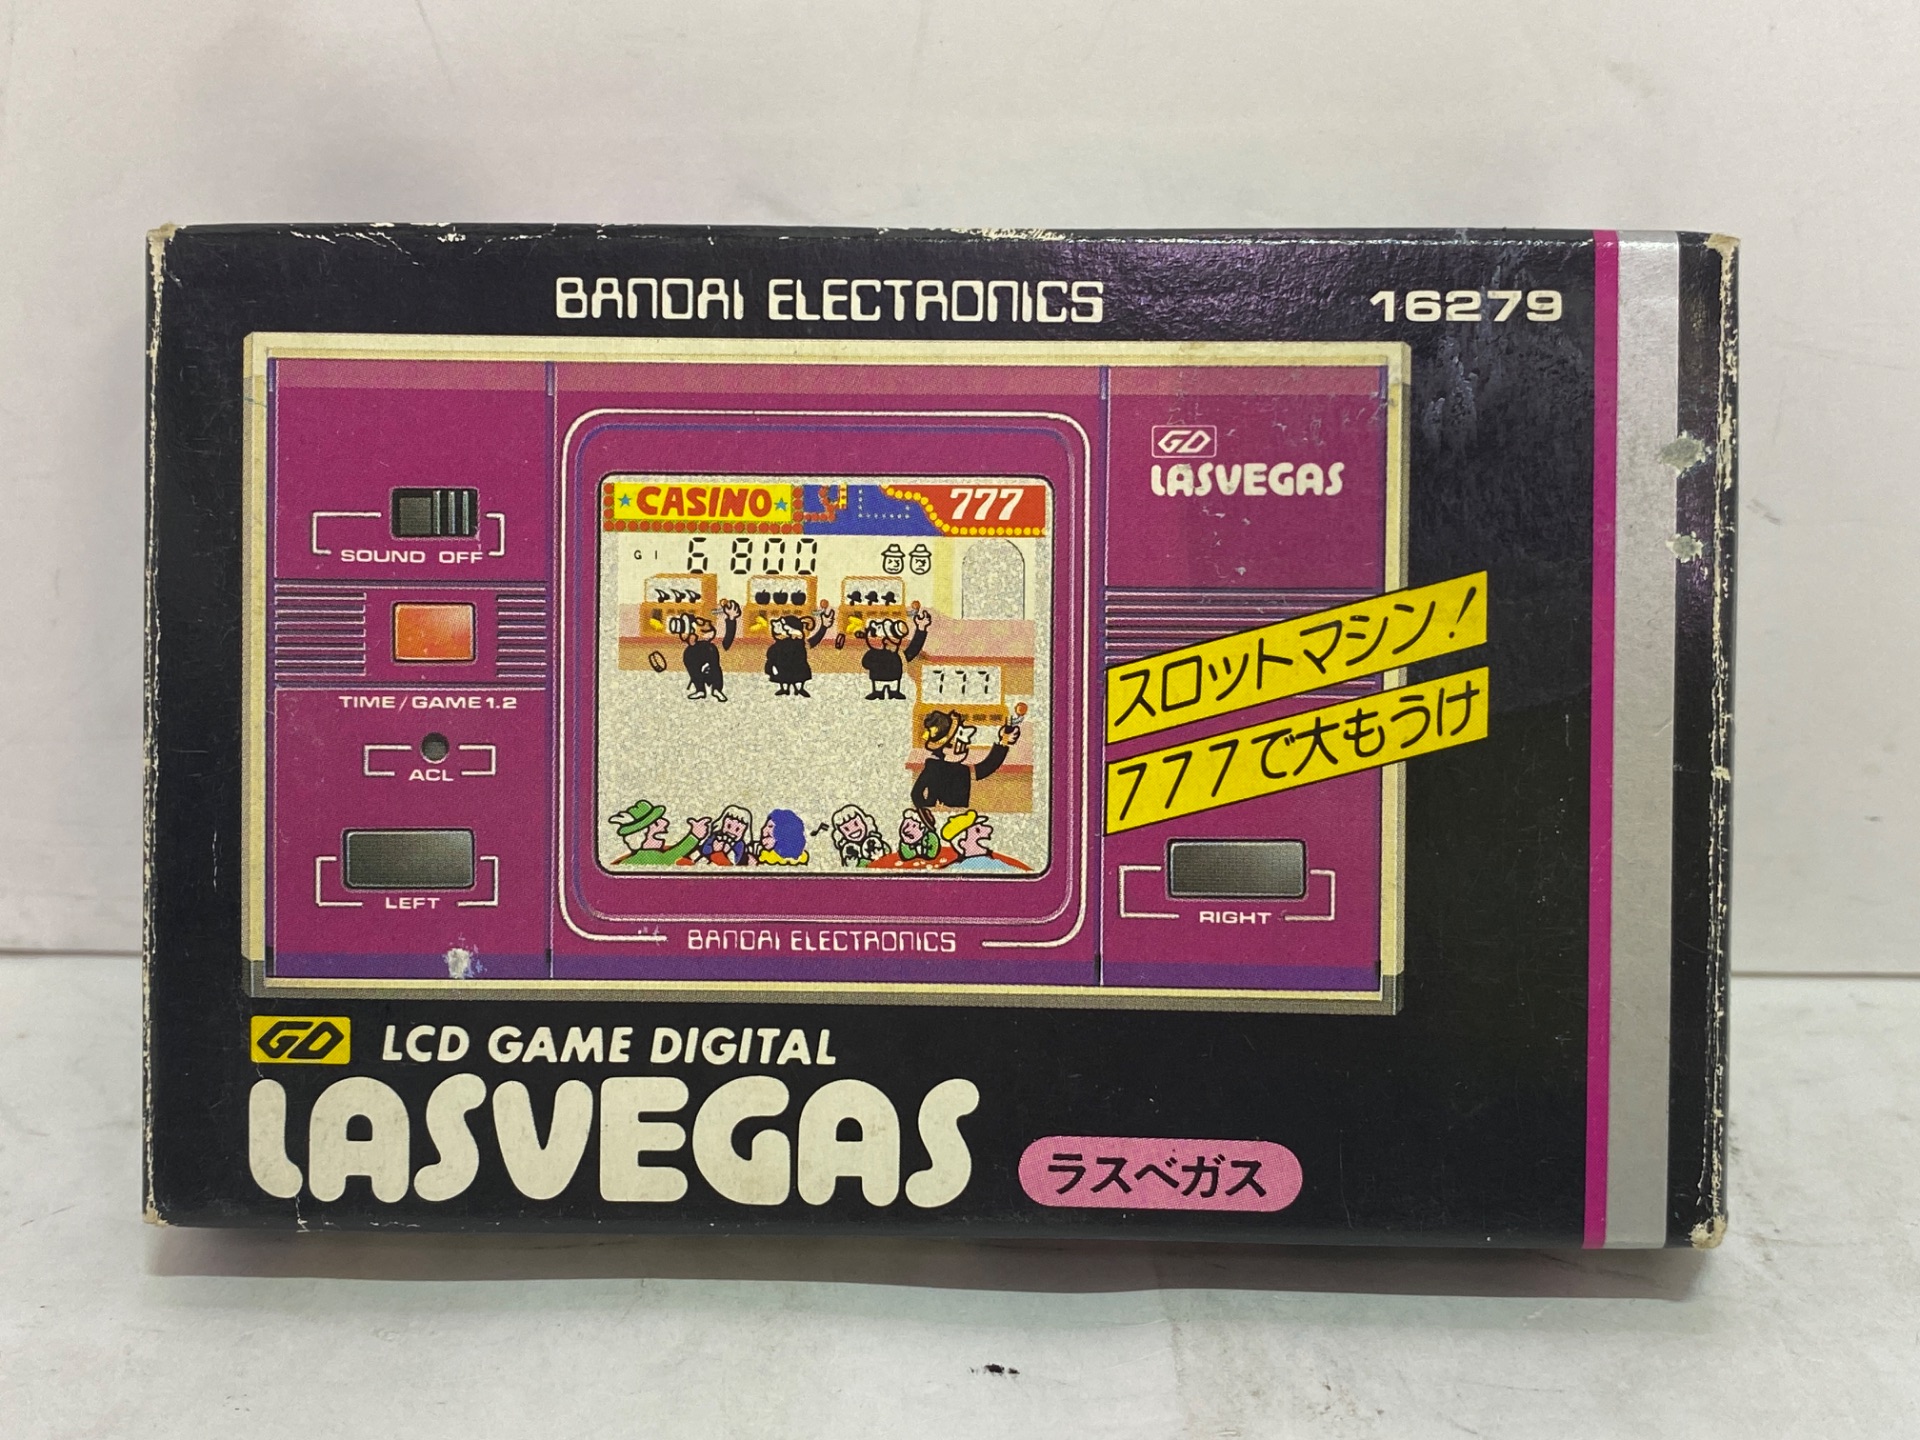 BANDAI ELECTRONICS
16279
GD
LASVEGAS
CASINO
777
G 1 6800
SOUND OFF
TIME/GAME 1.2
777
スロットマシン!
777で大もうけ
ACL
LEFT
RIGHT
BANDAI ELECTRONICS
GD LCD GAME DIGITAL
LASVEGAS
ラスベガス